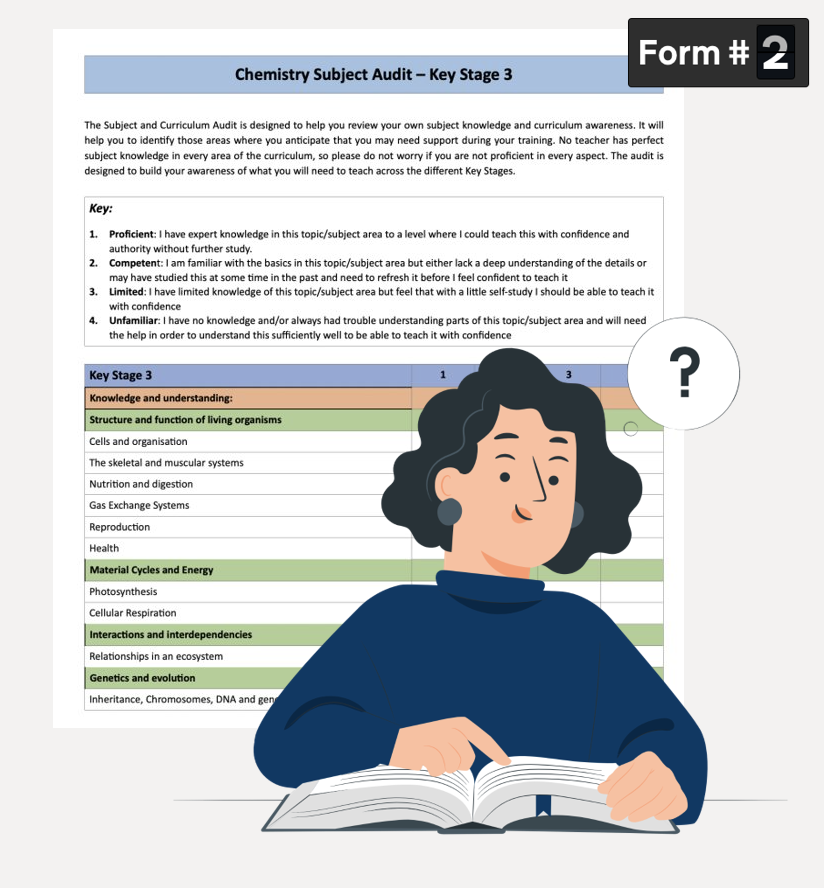 Form # 2
Chemistry Subject Audit – Key Stage 3
The Subject and Curriculum Audit is designed to help you review your own subject knowledge and curriculum awareness. It will
help you to identify those areas where you anticipate that you may need support during your training. No teacher has perfect
subject knowledge in every area of the curriculum, so please do not worry if you are not proficient in every aspect. The audit is
designed to build your awareness of what you will need to teach across the different Key Stages.
Key:
1. Proficient: I have expert knowledge in this topic/subject area to a level where I could teach this with confidence and
authority without further study.
2. Competent: I am familiar with the basics in this topic/subject area but either lack a deep understanding of the details or
may have studied this at some time in the past and need to refresh it before I feel confident to teach it
3. Limited: I have limited knowledge of this topic/subject area but feel that with a little self-study I should be able to teach it
with confidence
4. Unfamiliar: I have no knowledge and/or always had trouble understanding parts of this topic/subject area and will need
the help in order to understand this sufficiently well to be able to teach it with confidence
?
Key Stage 3 1 3
Knowledge and understanding:
Structure and function of living organisms
Cells and organisation
The skeletal and muscular systems
Nutrition and digestion
Gas Exchange Systems
Reproduction
Health
Material Cycles and Energy
Photosynthesis
Cellular Respiration
Interactions and interdependencies
Relationships in an ecosystem
Genetics and evolution
Inheritance, Chromosomes, DNA and